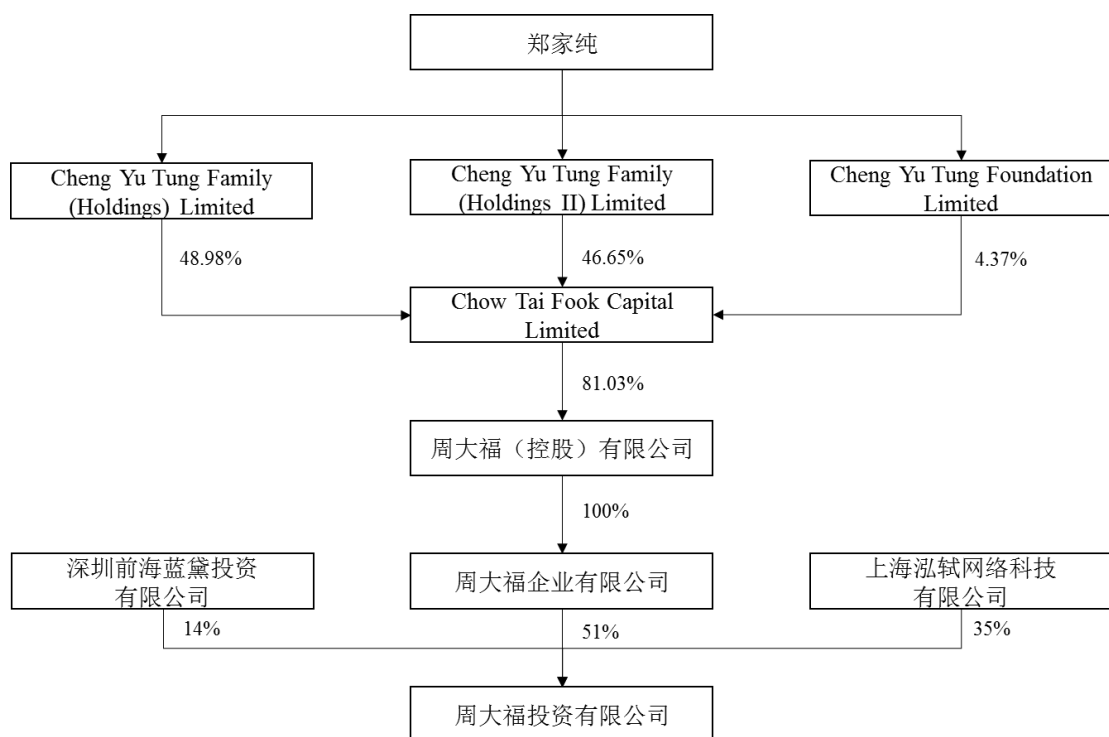 郑家纯
Cheng Yu Tung Family
(Holdings) Limited
Cheng Yu Tung Family
(Holdings II) Limited
Cheng Yu Tung Foundation
Limited
48.98%
46.65%
4.37%
Chow Tai Fook Capital
Limited
81.03%
周大福（控股）有限公司
100%
深圳前海蓝黛投资
有限公司
周大福企业有限公司
上海泓轼网络科技
有限公司
14%
51%
35%
周大福投资有限公司